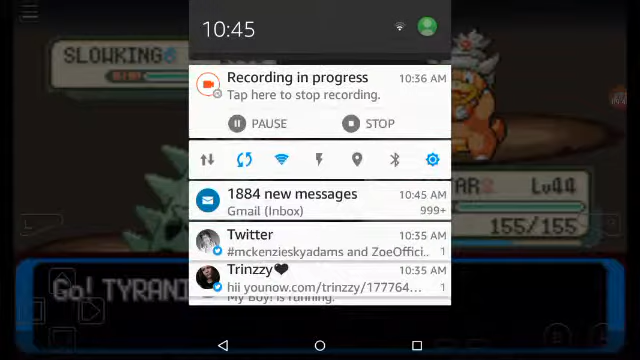 10:45
SLOWKING♂
Recording in progress 10:36 AM
Tap here to stop recording.
PAUSE STOP
1884 new messages 10:45 AM
Gmail (Inbox) 999+
Twitter 10:35 AM
#mckenzieskyadams and ZoeOffici.. 1
Trinzzy♥ 10:35 AM
hii younow.com/trinzzy/177764... 1
My Boy! is running.
Lv44
155/155
Go! TYRANI